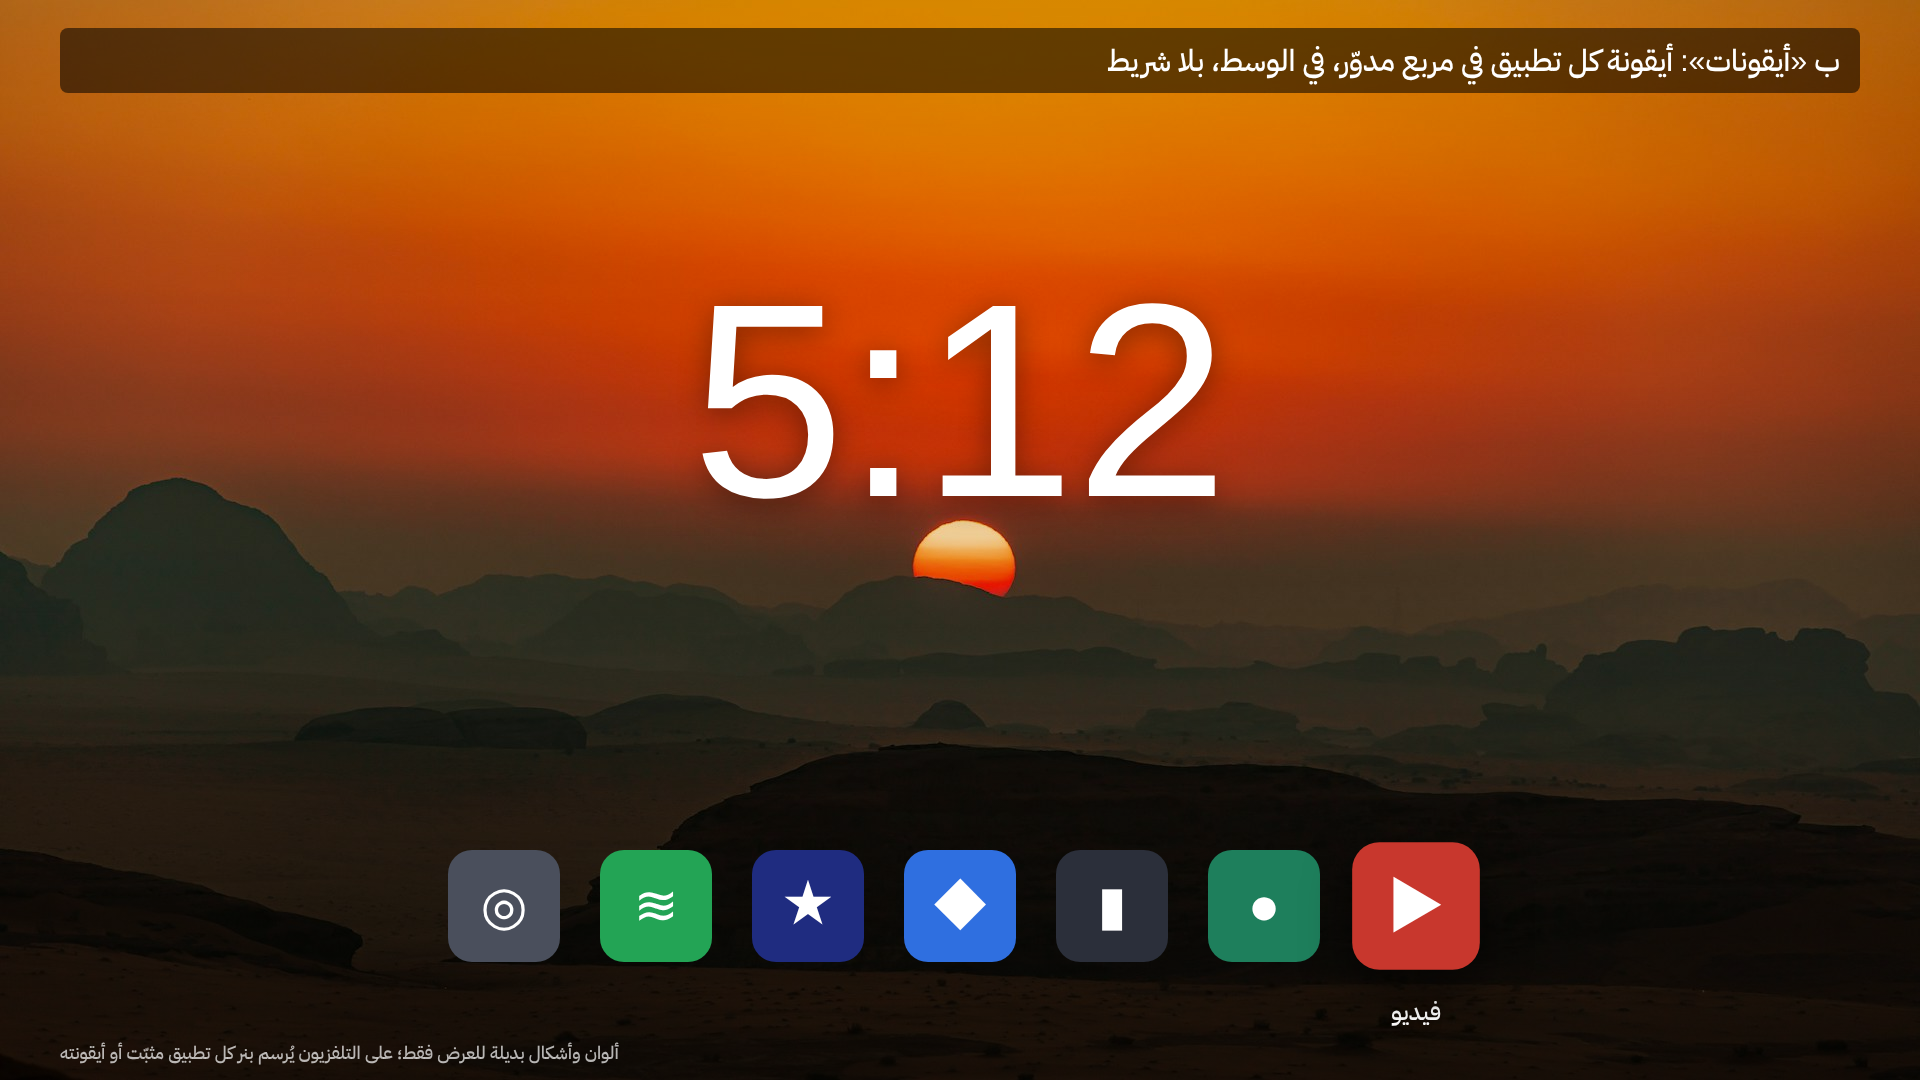 ب «أيقونات»: أيقونة كل تطبيق في مربع مدوّر، في الوسط، بلا شريط
5:12
فيديو
ألوان وأشكال بديلة للعرض فقط؛ على التلفزيون يُرسم بنر كل تطبيق مثبّت أو أيقونته